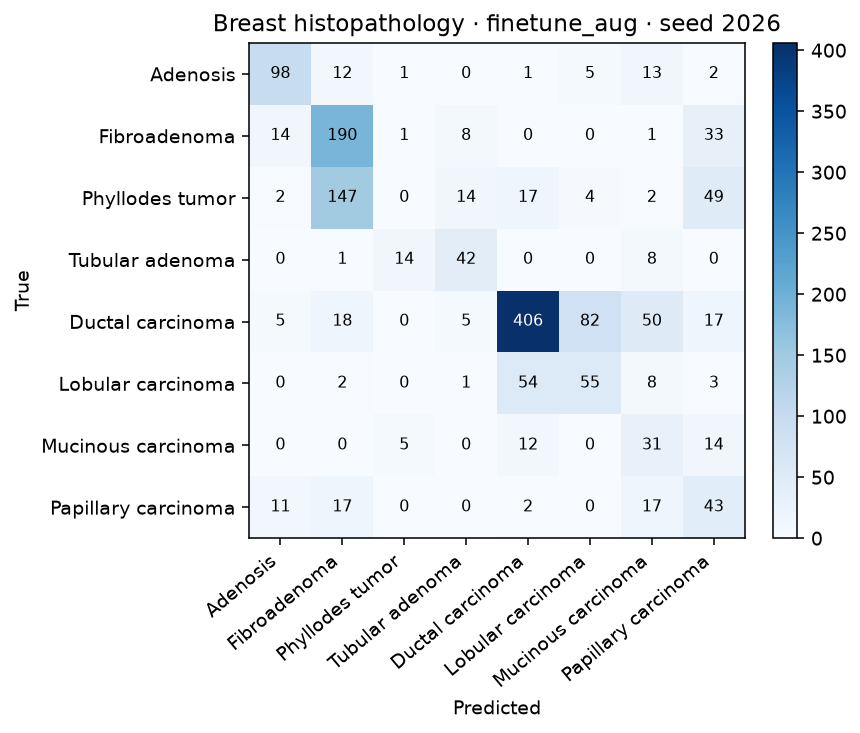 Breast histopathology · finetune_aug · seed 2026
True
Adenosis 98 12 1 0 1 5 13 2
Fibroadenoma 14 190 1 8 0 0 1 33
Phyllodes tumor 2 147 0 14 17 4 2 49
Tubular adenoma 0 1 14 42 0 0 8 0
Ductal carcinoma 5 18 0 5 406 82 50 17
Lobular carcinoma 0 2 0 1 54 55 8 3
Mucinous carcinoma 0 0 5 0 12 0 31 14
Papillary carcinoma 11 17 0 0 2 0 17 43
Adenosis
Fibroadenoma
Phyllodes tumor
Tubular adenoma
Ductal carcinoma
Lobular carcinoma
Mucinous carcinoma
Papillary carcinoma
Predicted
400
350
300
250
200
150
100
50
0